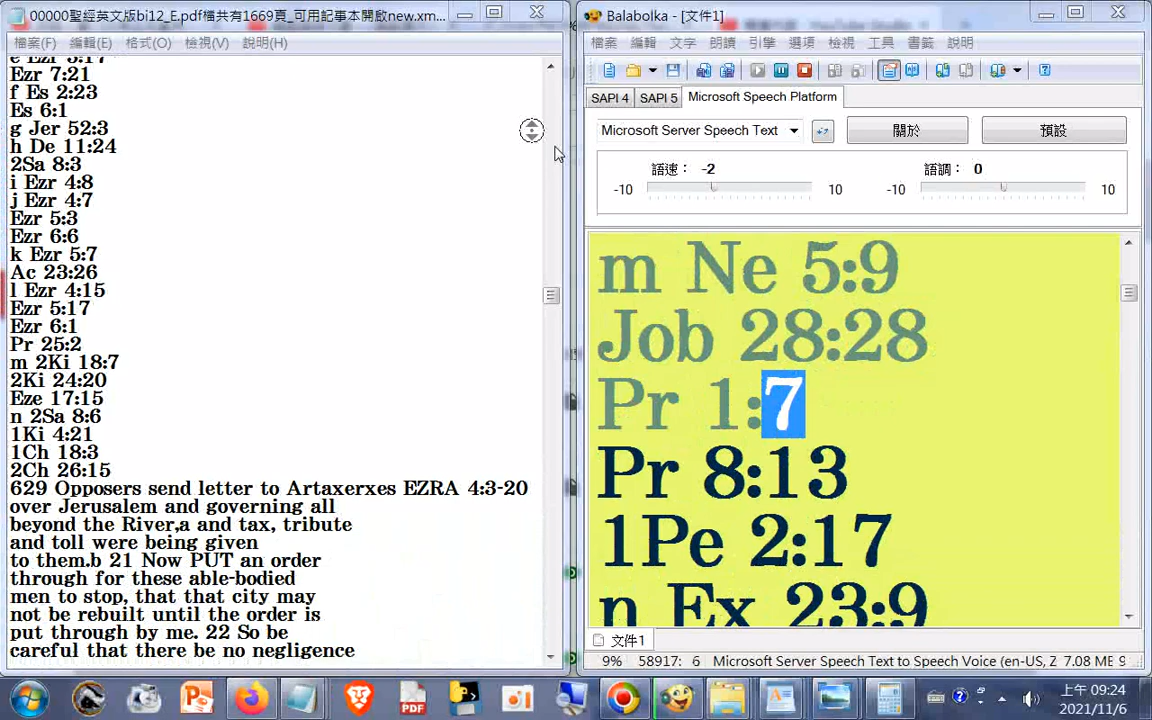 00000聖經英文版bi12_E.pdf檔共有1669頁_可用記事本開啟new.xm...
檔案(F) 編輯(E) 格式(O) 檢視(V) 說明(H)
e Ezr 5:17
Ezr 7:21
f Es 2:23
Es 6:1
g Jer 52:3
h De 11:24
2Sa 8:3
i Ezr 4:8
j Ezr 4:7
Ezr 5:3
Ezr 6:6
k Ezr 5:7
Ac 23:26
l Ezr 4:15
Ezr 5:17
Ezr 6:1
Pr 25:2
m 2Ki 18:7
2Ki 24:20
Eze 17:15
n 2Sa 8:6
1Ki 4:21
1Ch 18:3
2Ch 26:15
629 Opposers send letter to Artaxerxes EZRA 4:3-20
over Jerusalem and governing all
beyond the River,a and tax, tribute
and toll were being given
to them.b 21 Now PUT an order
through for these able-bodied
men to stop, that that city may
not be rebuilt until the order is
put through by me. 22 So be
careful that there be no negligence
Balabolka - [文件1]
檔案 編輯 文字 朗讀 引擎 選項 檢視 工具 書籤 說明
SAPI 4 SAPI 5 Microsoft Speech Platform
Microsoft Server Speech Text 關於 預設
語速： -2 語調： 0
-10 10 -10 10
m Ne 5:9
Job 28:28
Pr 1:7
Pr 8:13
1Pe 2:17
n Ex 23:9
文件1
9% 58917: 6 Microsoft Server Speech Text to Speech Voice (en-US, Z 7.08 MB 9
上午 09:24
2021/11/6